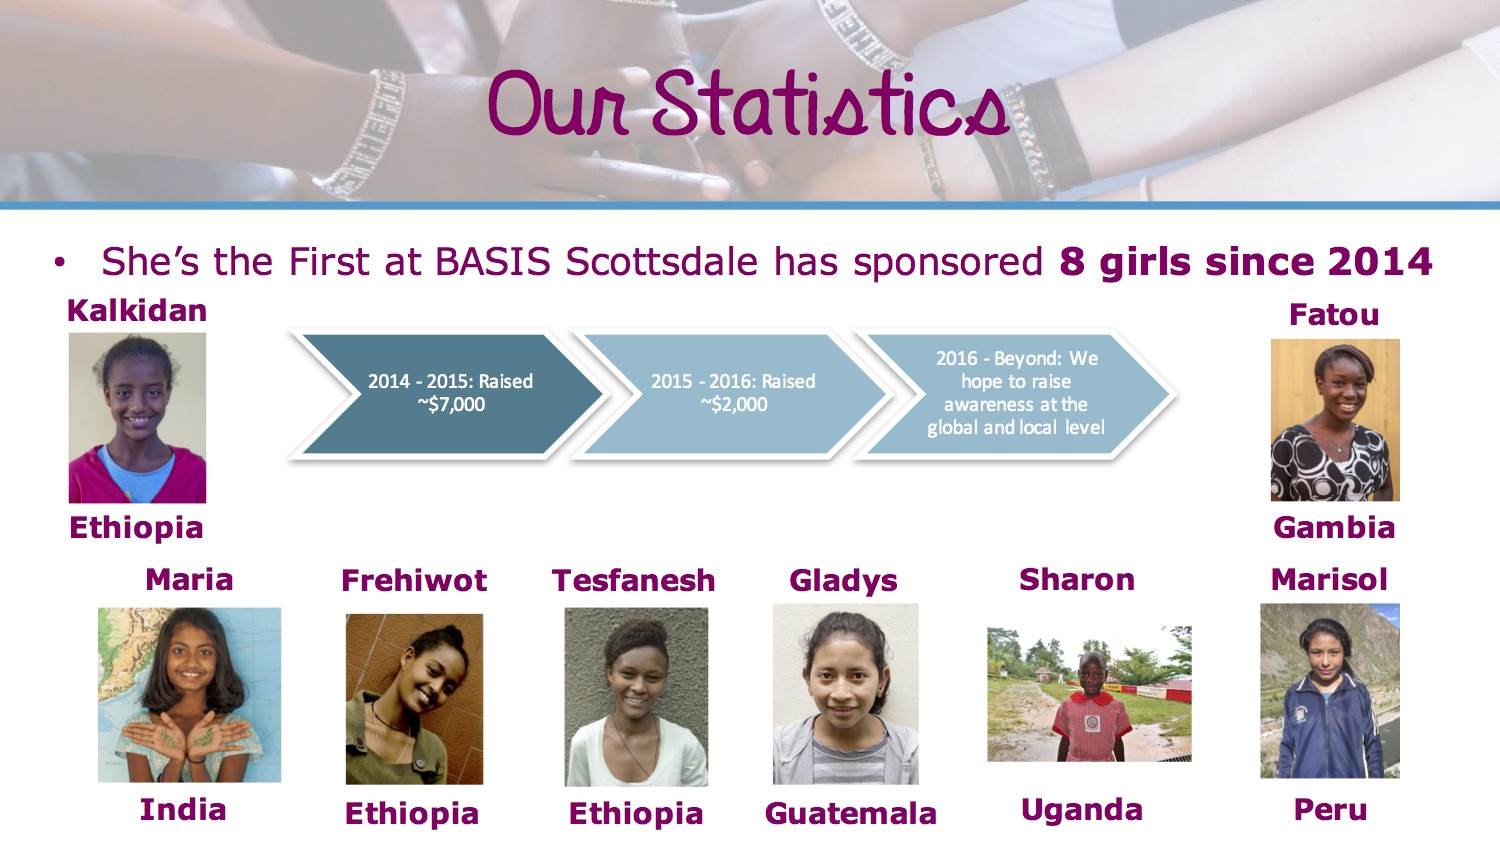 Our Statistics
• She’s the First at BASIS Scottsdale has sponsored 8 girls since 2014
Kalkidan
Ethiopia
2014 - 2015: Raised
~$7,000
2015 - 2016: Raised
~$2,000
2016 - Beyond: We
hope to raise
awareness at the
global and local level
Fatou
Gambia
Maria
India
Frehiwot
Ethiopia
Tesfanesh
Ethiopia
Gladys
Guatemala
Sharon
Uganda
Marisol
Peru